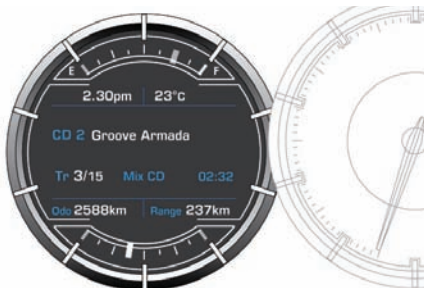 E F
2.30pm 23°C
CD 2 Groove Armada
Tr 3/15 Mix CD 02:32
Odo 2588km Range 237km